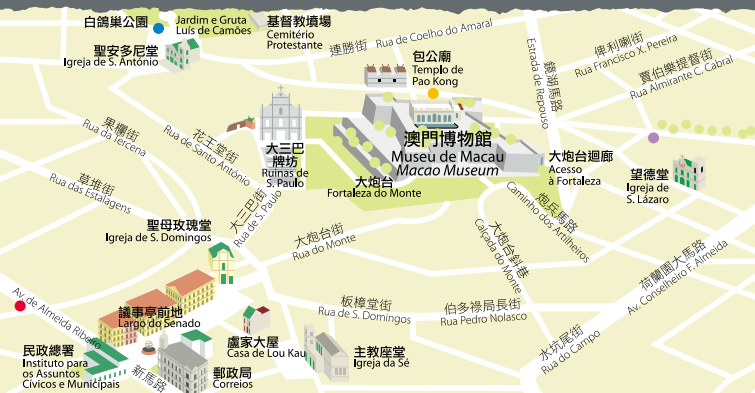 白鴿巢公園
Jardim e Gruta
Luís de Camões
基督教墳場
Cemitério
Protestante
聖安多尼堂
Igreja de S. António
連勝街 Rua de Coelho do Amaral
包公廟
Templo de
Pao Kong
鏡湖馬路
Estrada de Repouso
俾利喇街
Rua Francisco X. Pereira
賈伯樂提督街
Rua Almirante C. Cabral
果欄街
Rua da Tercena
花王堂街
Rua de Santo António
大三巴
牌坊
Ruínas de
S. Paulo
澳門博物館
Museu de Macau
Macao Museum
大炮台
Fortaleza do Monte
大炮台迴廊
Acesso
à Fortaleza
望德堂
Igreja de
S. Lázaro
草堆街
Rua das Estalagens
大三巴街
Rua de S. Paulo
聖母玫瑰堂
Igreja de S. Domingos
大炮台街
Rua do Monte
大炮台斜巷
Calçada do Monte
炮兵馬路
Caminho dos Artilheiros
荷蘭園大馬路
Av. Conselheiro F. Almeida
Av. de Almeida Ribeiro
新馬路
議事亭前地
Largo do Senado
板樟堂街
Rua de S. Domingos
伯多祿局長街
Rua Pedro Nolasco
水坑尾街
Rua do Campo
民政總署
Instituto para
os Assuntos
Cívicos e Municipais
盧家大屋
Casa de Lou Kau
郵政局
Correios
主教座堂
Igreja da Sé